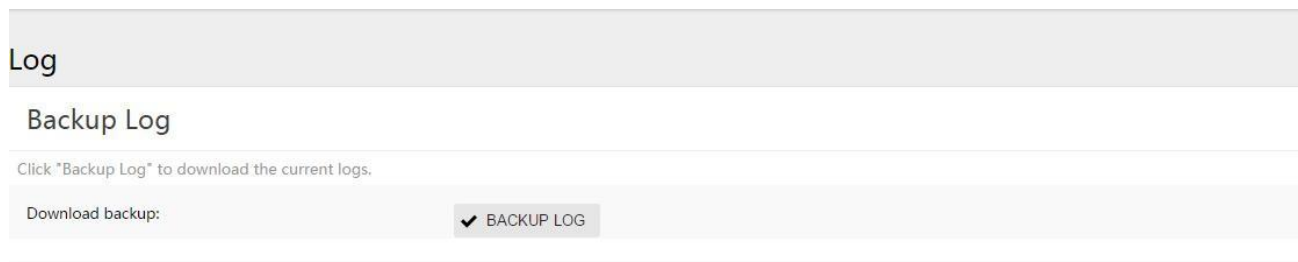 Log
Backup Log
Click "Backup Log" to download the current logs.
Download backup:
BACKUP LOG